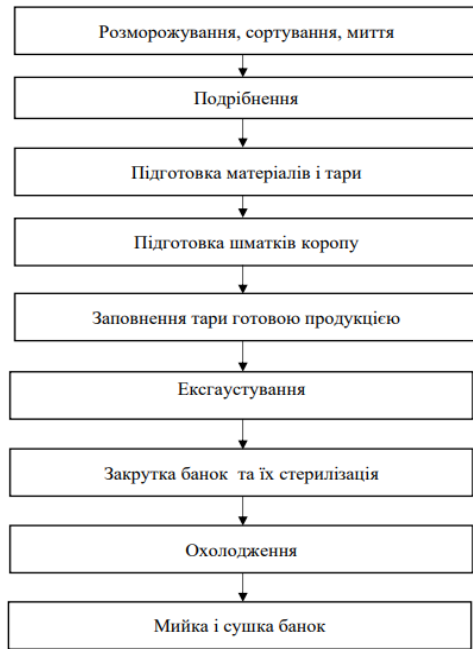 Розморожування, сортування, миття
Подрібнення
Підготовка матеріалів і тари
Підготовка шматків коропу
Заповнення тари готовою продукцією
Ексгаустування
Закрутка банок та їх стерилізація
Охолодження
Мийка і сушка банок